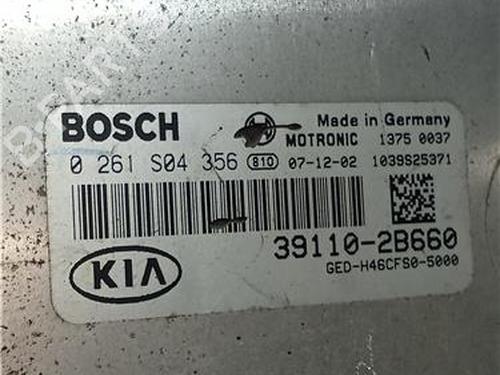 B-PARTS
BOSCH
Made in Germany
MOTRONIC 1375 0037
0 261 S04 356 810 07-12-02 1039S25371
39110-2B660
KIA
GED-H46CFS0-5000